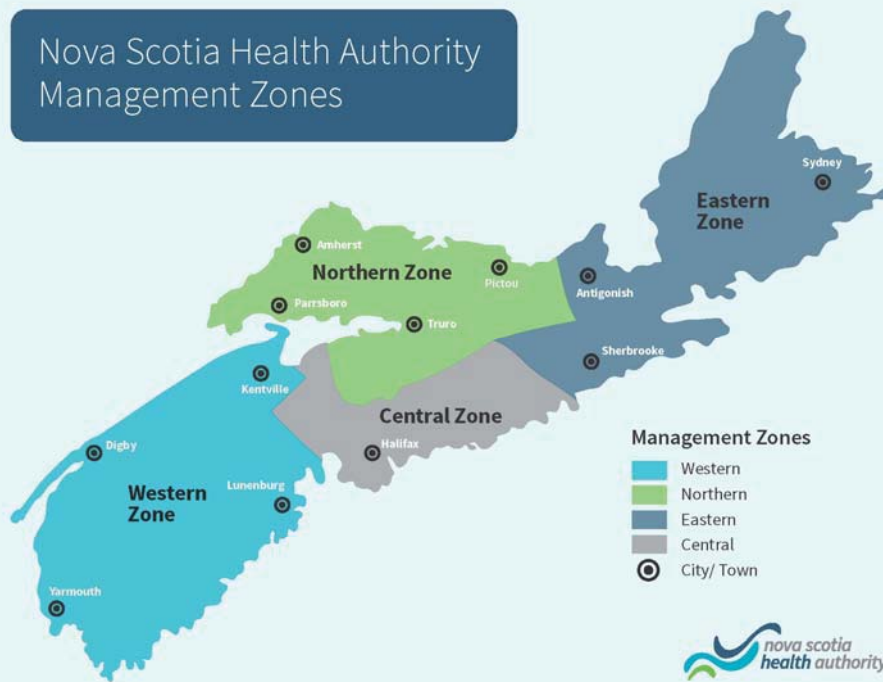 Nova Scotia Health Authority
Management Zones
Sydney
Eastern
Zone
Amherst
Northern Zone
Pictou
Antigonish
Parrsboro
Truro
Sherbrooke
Kentville
Central Zone
Halifax
Digby
Lunenburg
Western
Zone
Yarmouth
Management Zones
Western
Northern
Eastern
Central
City/ Town
nova scotia
health authority